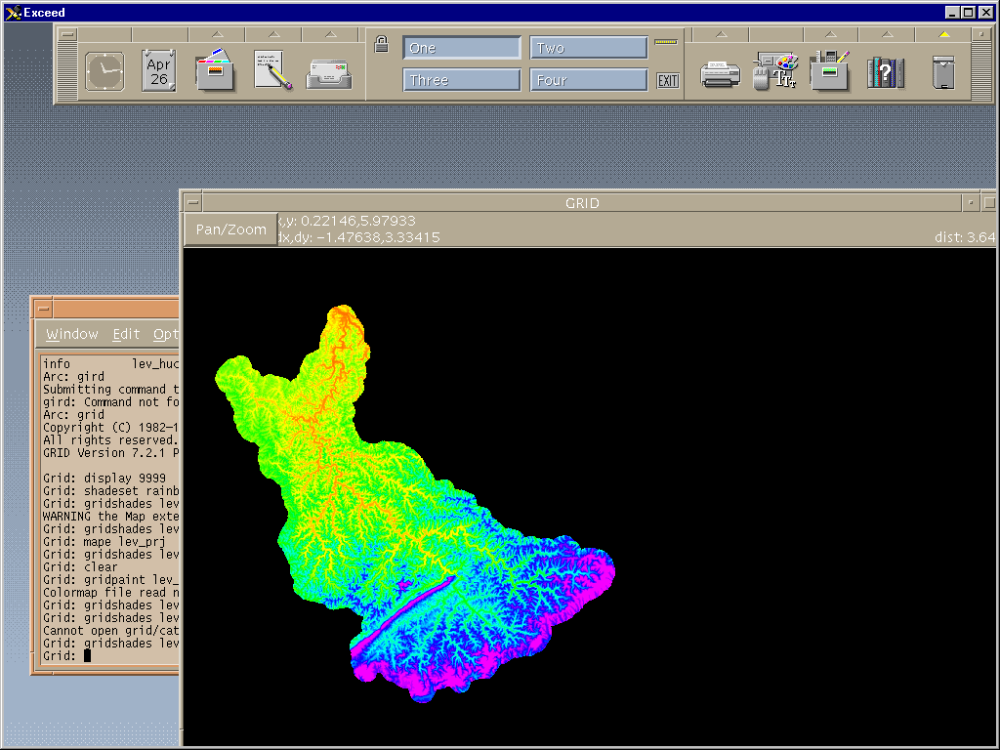 Exceed
Apr
26
One
Two
Three
Four
EXIT
GRID
Pan/Zoom
x,y: 0.22146,5.97933
dx,dy: -1.47638,3.33415
dist: 3.64
Window Edit Opt
info lev_huc
Arc: gird
Submitting command t
gird: Command not fo
Arc: grid
Copyright (C) 1982-1
All rights reserved.
GRID Version 7.2.1 P
Grid: display 9999
Grid: shadeset rainb
Grid: gridshades lev
WARNING the Map exte
Grid: gridshades lev
Grid: mape lev_prj
Grid: gridshades lev
Grid: clear
Grid: gridpaint lev_
Colormap file read n
Grid: gridshades lev
Grid: gridshades lev
Cannot open grid/cat
Grid: gridshades lev
Grid: